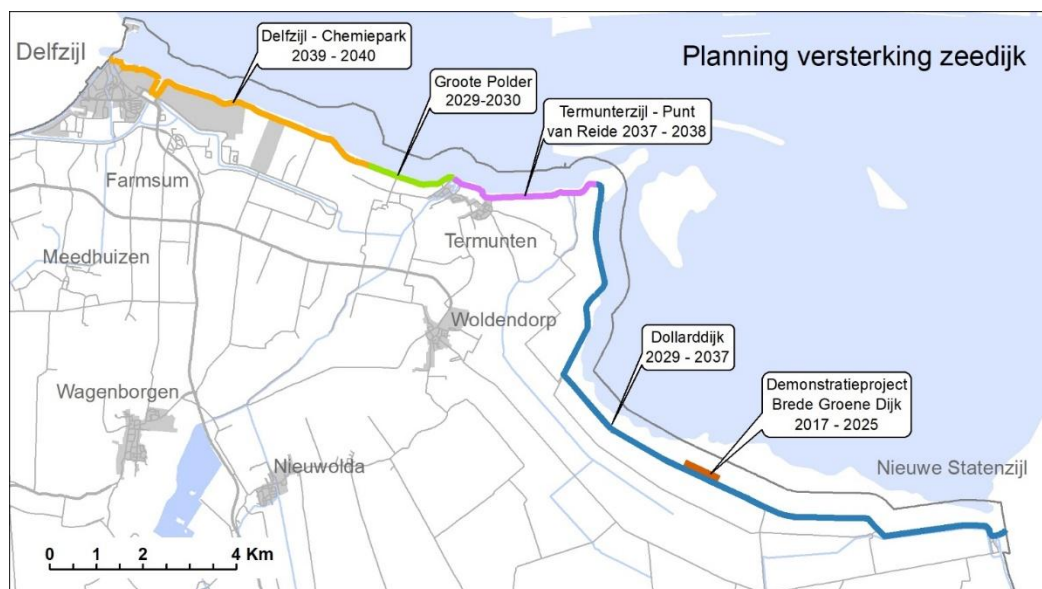 Planning versterking zeedijk
Delfzijl
Delfzijl - Chemiepark
2039 - 2040
Groote Polder
2029-2030
Termunterzijl - Punt
van Reide 2037 - 2038
Farmsum
Termunten
Meedhuizen
Woldendorp
Dollarddijk
2029 - 2037
Demonstratieproject
Brede Groene Dijk
2017 - 2025
Wagenborgen
Nieuwolda
Nieuwe Statenzijl
0 1 2 4 Km